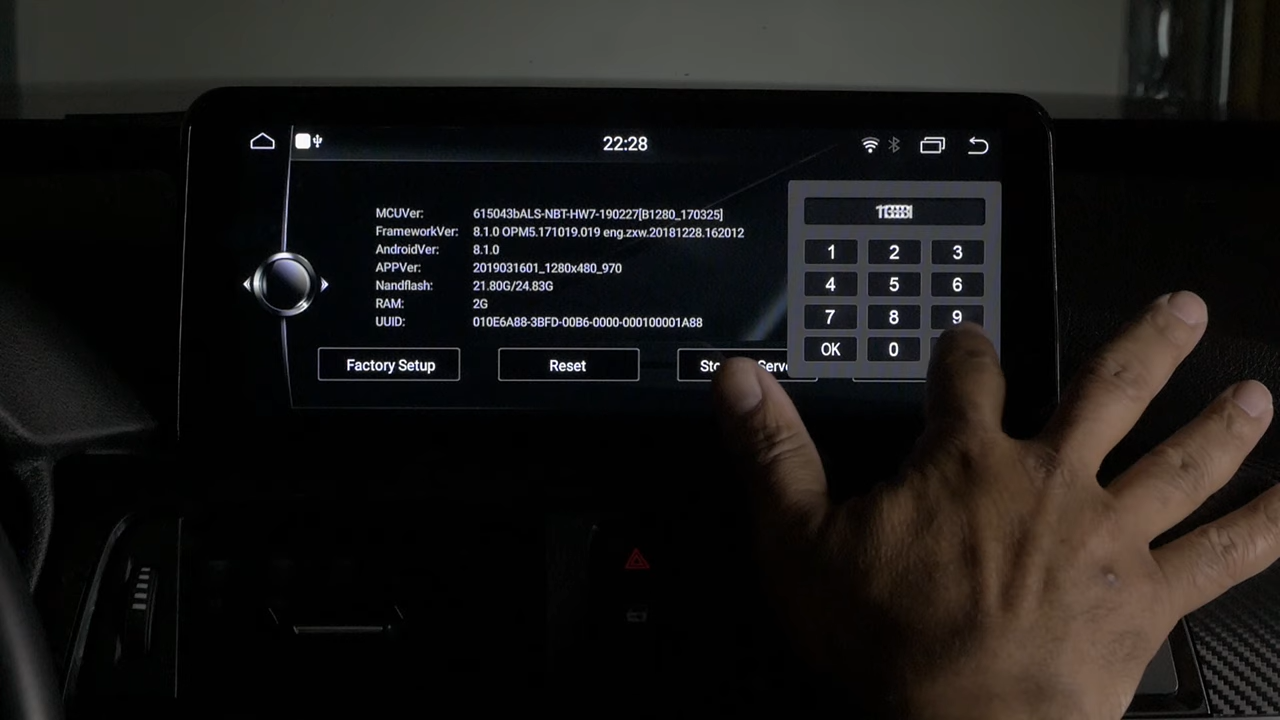 22:28
MCUVer: 615043bALS-NBT-HW7-190227[B1280_170325]
FrameworkVer: 8.1.0 OPM5.171019.019 eng.zxw.20181228.162012
AndroidVer: 8.1.0
APPVer: 2019031601_1280x480_970
Nandflash: 21.80G/24.83G
RAM: 2G
UUID: 010E6A88-3BFD-00B6-0000-000100001A88
Factory Setup
Reset
1 2 3
4 5 6
7 8 9
OK 0